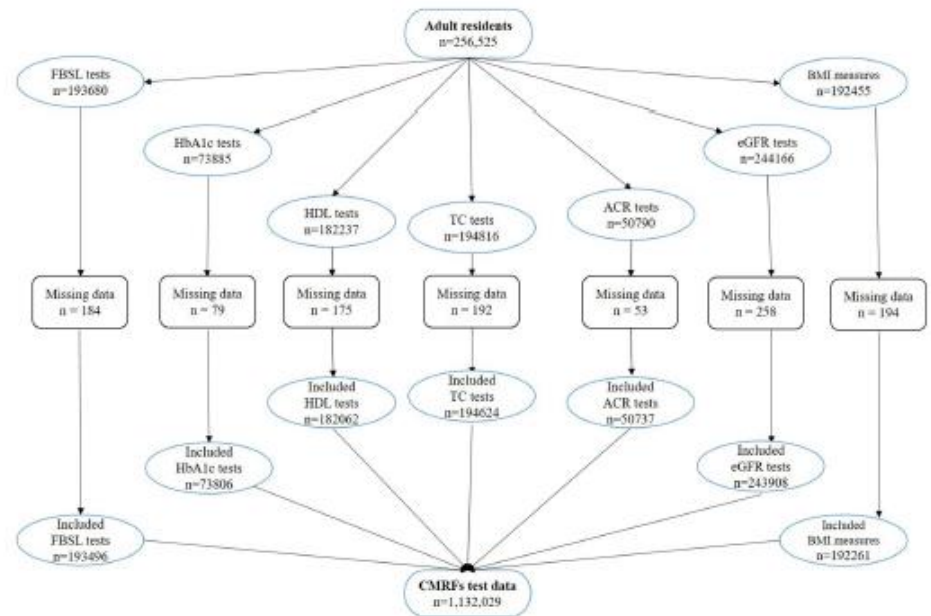 Adult residents
n=256,525
FBSL tests
n=193680
BMI measures
n=192455
HbA1c tests
n=73885
eGFR tests
n=244166
HDL tests
n=182237
TC tests
n=194816
ACR tests
n=50790
Missing data
n = 184
Missing data
n = 79
Missing data
n = 175
Missing data
n = 192
Missing data
n = 53
Missing data
n = 258
Missing data
n = 194
Included
HDL tests
n=182062
Included
TC tests
n=194624
Included
ACR tests
n=50737
Included
HbA1c tests
n=73806
Included
eGFR tests
n=243908
Included
FBSL tests
n=193496
Included
BMI measures
n=192261
CMRFs test data
n=1,132,029